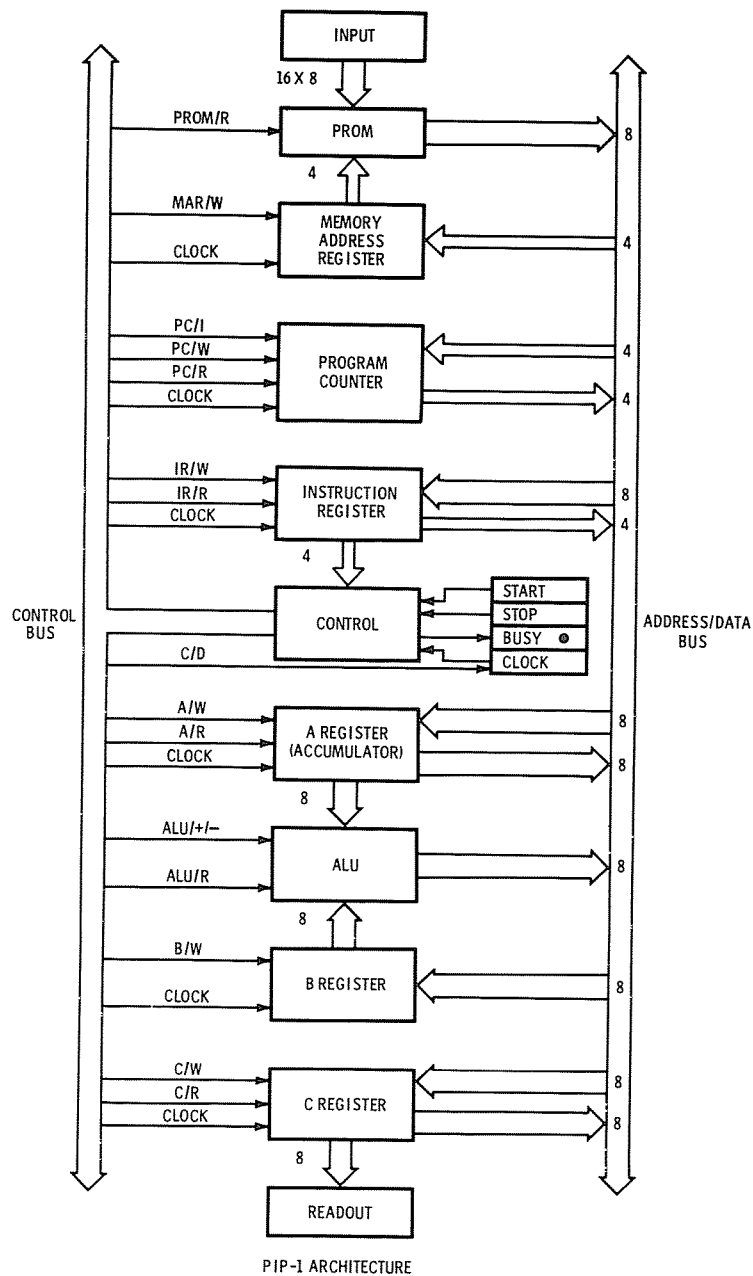 INPUT
16 X 8
PROM/R
PROM
8
4
MAR/W
MEMORY
ADDRESS
REGISTER
4
CLOCK
PC/I
PC/W
PC/R
CLOCK
PROGRAM
COUNTER
4
4
IR/W
IR/R
CLOCK
INSTRUCTION
REGISTER
8
4
4
CONTROL
BUS
CONTROL
START
STOP
BUSY
CLOCK
ADDRESS/DATA
BUS
C/D
A/W
A/R
CLOCK
A REGISTER
(ACCUMULATOR)
8
8
8
ALU/+/–
ALU/R
ALU
8
8
B/W
CLOCK
B REGISTER
8
C/W
C/R
CLOCK
C REGISTER
8
8
8
READOUT
PIP-1 ARCHITECTURE